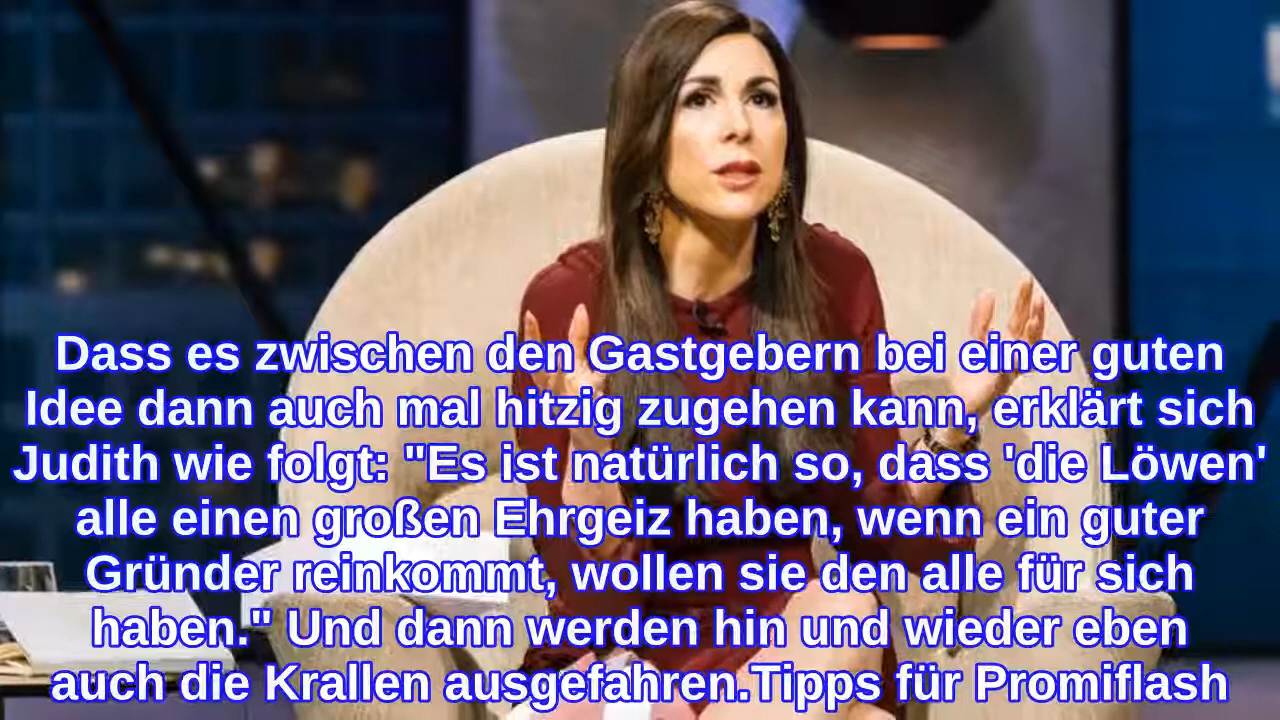 Dass es zwischen den Gastgebern bei einer guten
Idee dann auch mal hitzig zugehen kann, erklärt sich
Judith wie folgt: "Es ist natürlich so, dass 'die Löwen'
alle einen großen Ehrgeiz haben, wenn ein guter
Gründer reinkommt, wollen sie den alle für sich
haben." Und dann werden hin und wieder eben
auch die Krallen ausgefahren.Tipps für Promiflash